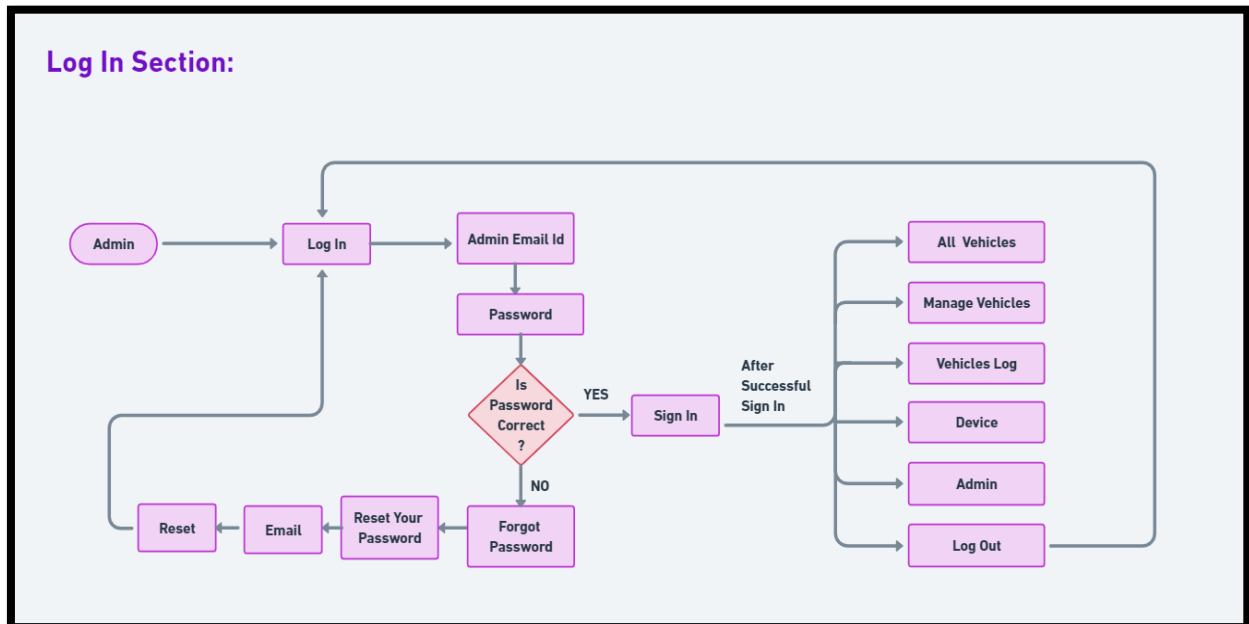 Log In Section:
Admin
Log In
Admin Email Id
Password
Is
Password
Correct
?
YES
Sign In
After
Successful
Sign In
All Vehicles
Manage Vehicles
Vehicles Log
Device
Admin
Log Out
NO
Forgot
Password
Reset Your
Password
Email
Reset